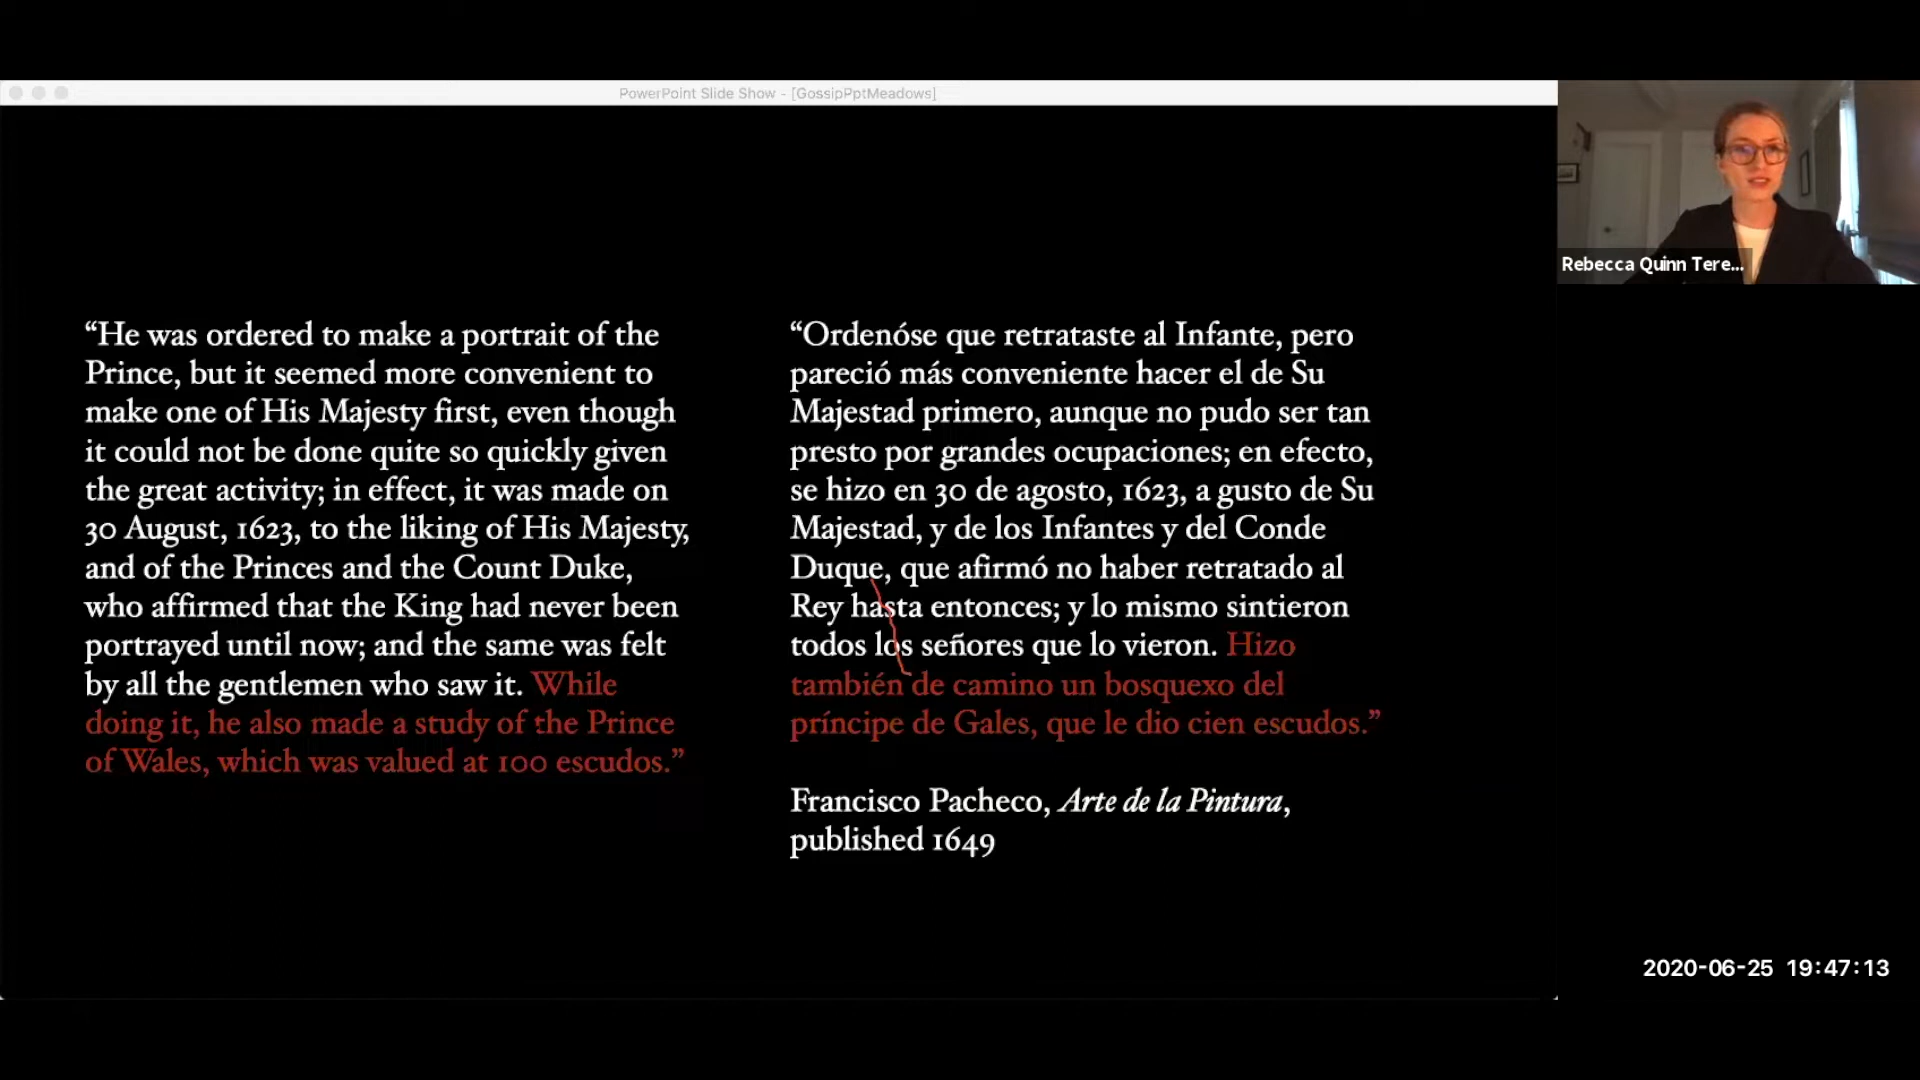 PowerPoint Slide Show - [GossipPptMeadows]
“He was ordered to make a portrait of the
Prince, but it seemed more convenient to
make one of His Majesty first, even though
it could not be done quite so quickly given
the great activity; in effect, it was made on
30 August, 1623, to the liking of His Majesty,
and of the Princes and the Count Duke,
who affirmed that the King had never been
portrayed until now; and the same was felt
by all the gentlemen who saw it. While
doing it, he also made a study of the Prince
of Wales, which was valued at 100 escudos.”
“Ordenóse que retrataste al Infante, pero
pareció más conveniente hacer el de Su
Majestad primero, aunque no pudo ser tan
presto por grandes ocupaciones; en efecto,
se hizo en 30 de agosto, 1623, a gusto de Su
Majestad, y de los Infantes y del Conde
Duque, que afirmó no haber retratado al
Rey hasta entonces; y lo mismo sintieron
todos los señores que lo vieron. Hizo
también de camino un bosquexo del
príncipe de Gales, que le dio cien escudos.”
Francisco Pacheco, Arte de la Pintura,
published 1649
Rebecca Quinn Tere...
2020-06-25 19:47:13